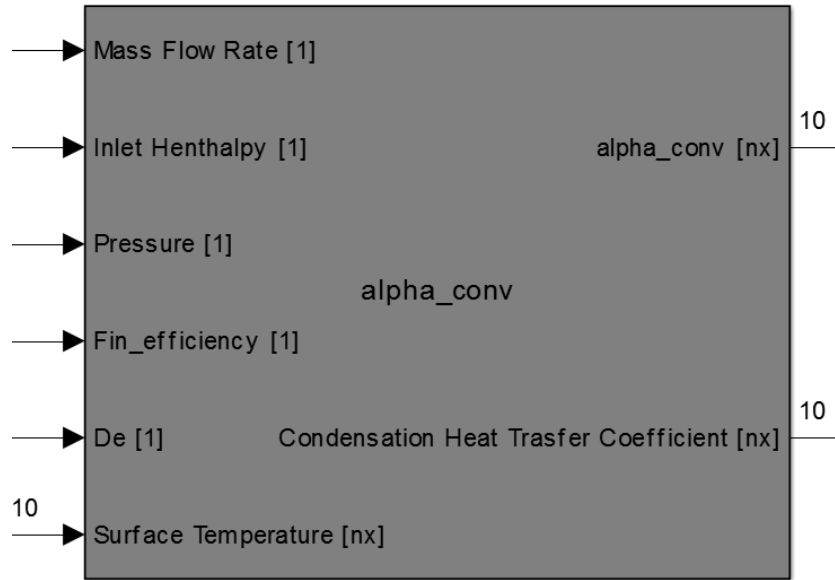 Mass Flow Rate [1]
10
Inlet Henthalpy [1]
alpha_conv [nx]
Pressure [1]
alpha_conv
Fin_efficiency [1]
10
De [1]
Condensation Heat Trasfer Coefficient [nx]
10
Surface Temperature [nx]